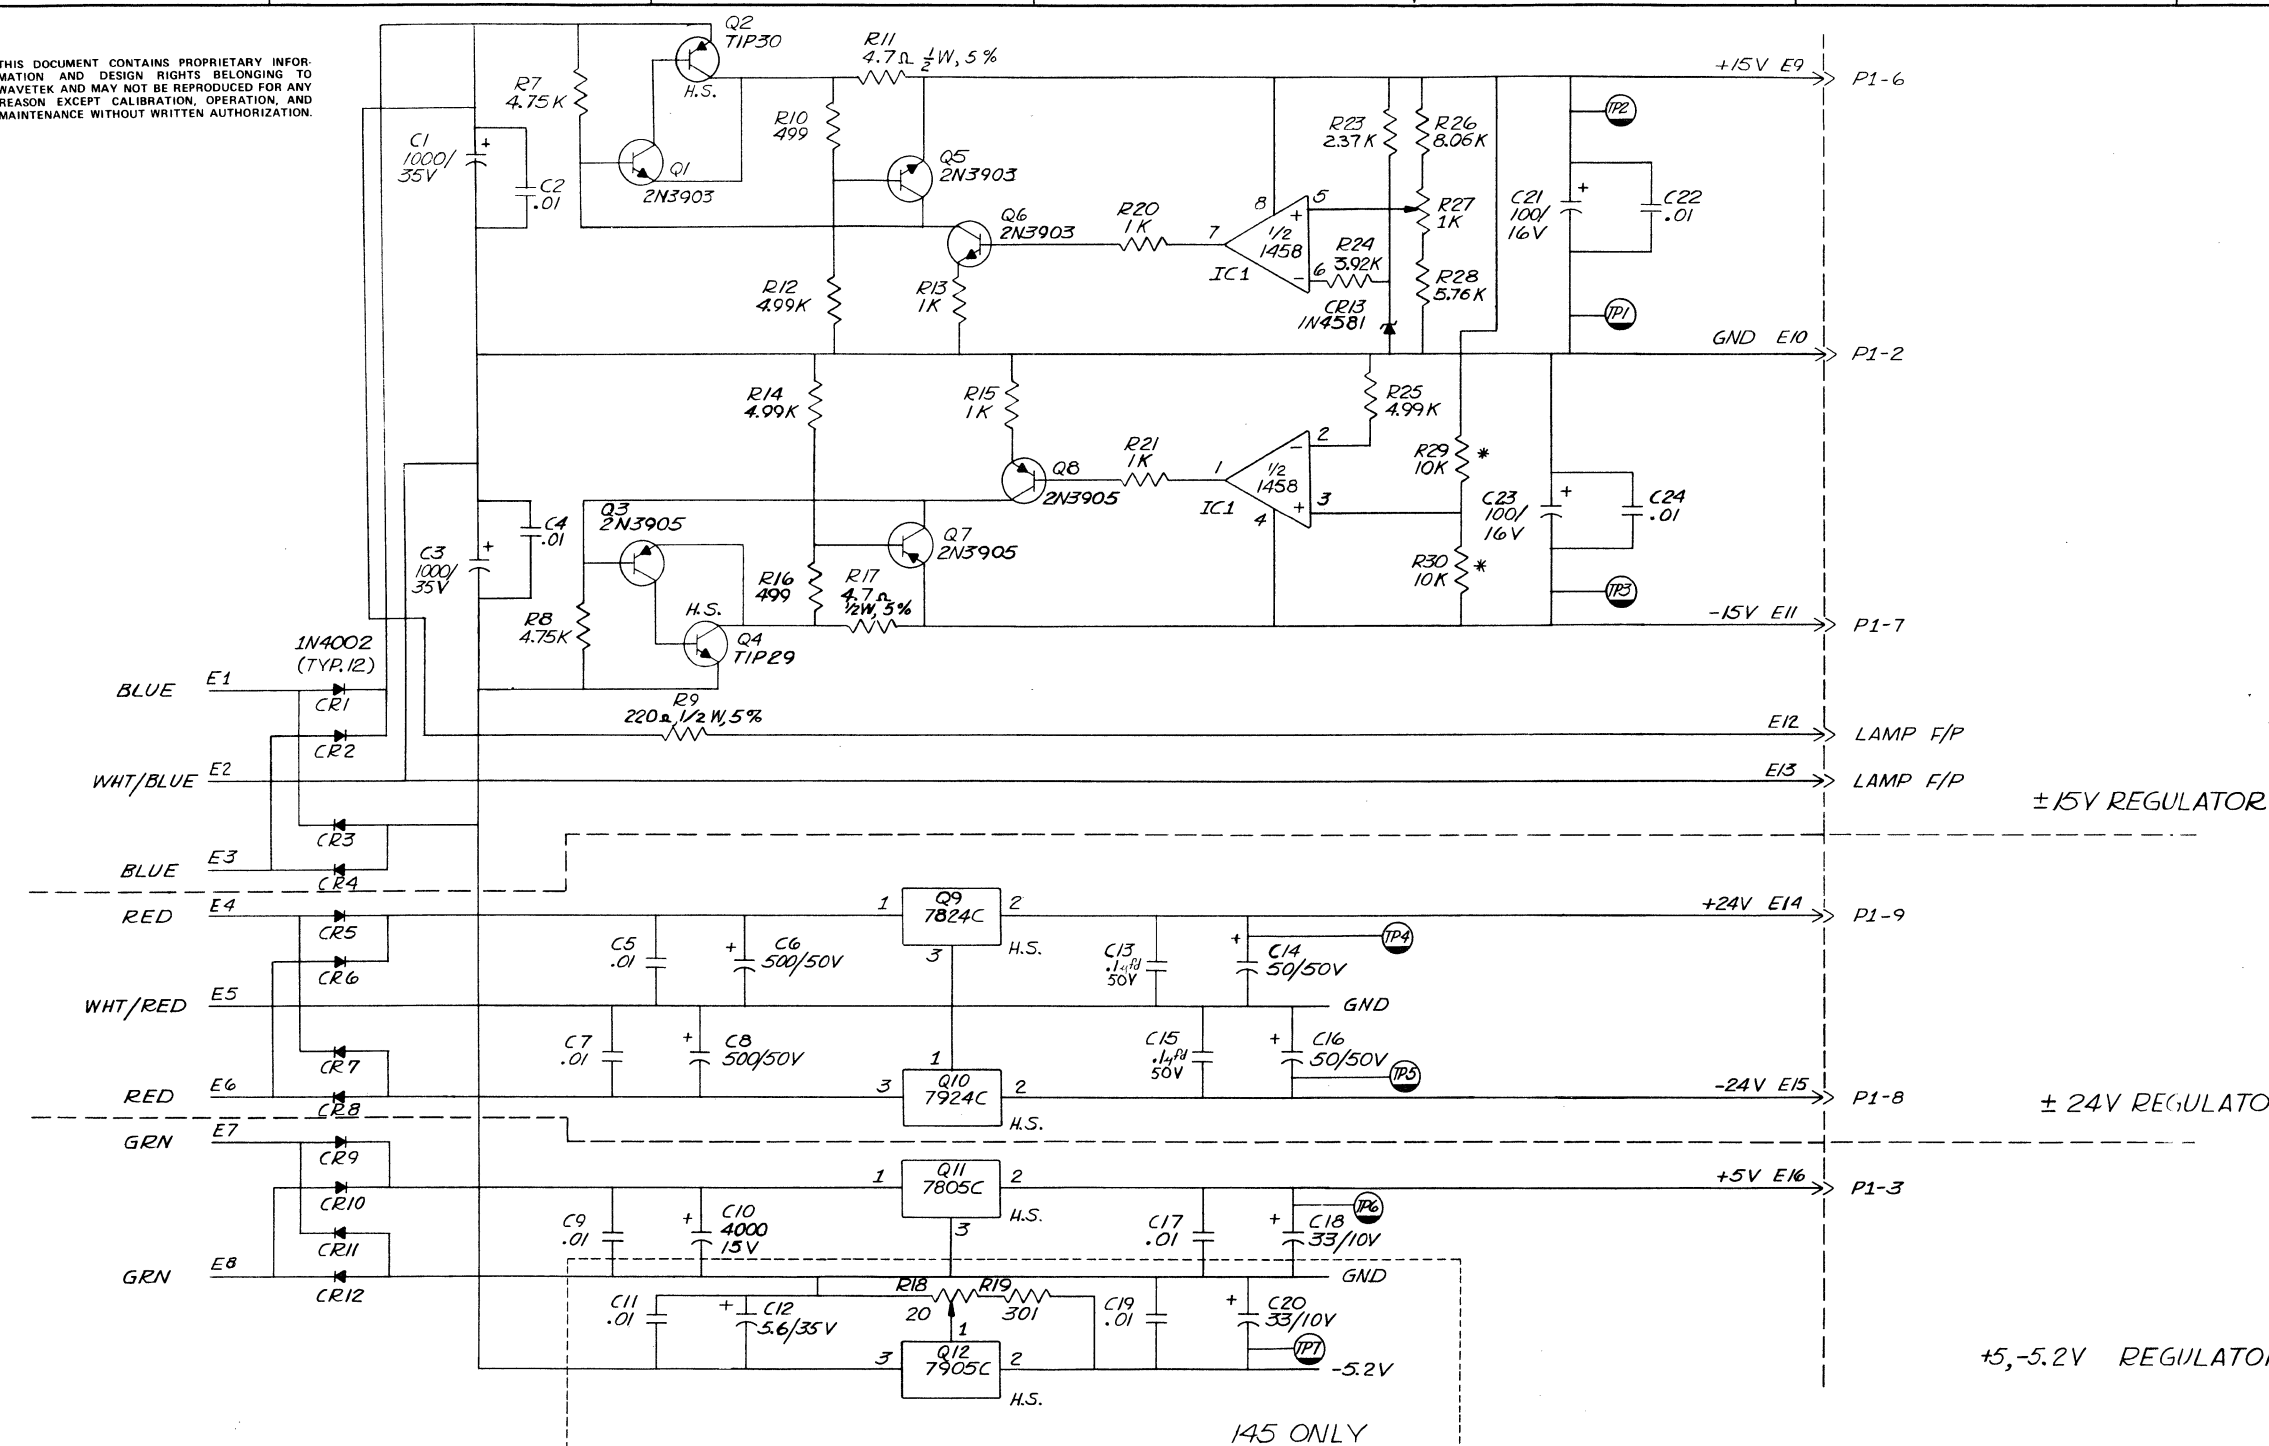 THIS DOCUMENT CONTAINS PROPRIETARY INFOR-
MATION AND DESIGN RIGHTS BELONGING TO
WAVETEK AND MAY NOT BE REPRODUCED FOR ANY
REASON EXCEPT CALIBRATION, OPERATION, AND
MAINTENANCE WITHOUT WRITTEN AUTHORIZATION.
Q2
TIP30
H.S.
R11
4.7Ω ½W, 5%
R7
4.75K
R10
499
C1
+
1000/
35V
C2
.01
Q1
2N3903
Q5
2N3903
Q6
2N3903
R20
1K
7
8
5
+
1/2
1458
-
6
IC1
R23
2.37K
R24
3.92K
R26
8.06K
R27
1K
R28
5.76K
CR13
1N4581
C21
100/
16V
+
C22
.01
TP2
TP1
+15V E9
P1-6
R12
4.99K
R13
1K
GND E10
P1-2
R14
4.99K
R15
1K
R25
4.99K
R21
1K
Q8
2N3905
1
2
-
1/2
1458
+
3
4
IC1
R29
10K
*
R30
10K
*
C23
100/
16V
+
C24
.01
TP3
Q3
2N3905
Q7
2N3905
C4
.01
C3
+
1000/
35V
R16
499
R17
4.7Ω
½W, 5%
R8
4.75K
H.S.
Q4
TIP29
-15V E11
P1-7
1N4002
(TYP. 12)
BLUE E1
CR1
R9
220Ω, 1/2 W, 5%
CR2
E12
LAMP F/P
WHT/BLUE E2
E13
LAMP F/P
±15V REGULATOR
CR3
BLUE E3
CR4
RED E4
CR5
1
Q9
7824C
2
3
H.S.
+24V E14
P1-9
CR6
C5
.01
+
C6
500/50V
C13
.1μfd
50V
+
C14
50/50V
TP4
WHT/RED E5
GND
C7
.01
+
C8
500/50V
C15
.1μfd
50V
+
C16
50/50V
TP5
CR7
RED E6
CR8
1
3
Q10
7924C
2
H.S.
-24V E15
P1-8
± 24V REGULATO
GRN E7
CR9
1
Q11
7805C
2
3
H.S.
+5V E16
P1-3
CR10
C9
.01
+
C10
4000
15V
C17
.01
+
C18
33/10V
TP6
CR11
GRN E8
CR12
GND
C11
.01
+
C12
5.6/35V
R18
20
R19
301
C19
.01
+
C20
33/10V
TP7
1
3
Q12
7905C
2
H.S.
-5.2V
+5,-5.2V REGULATOR
145 ONLY